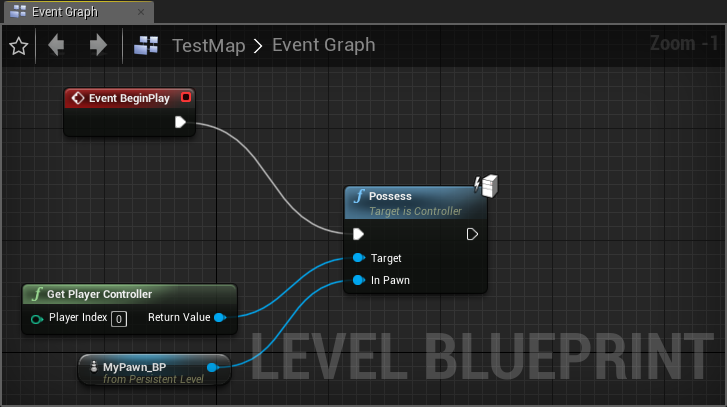 Event Graph
TestMap > Event Graph
Zoom -1
Event BeginPlay
Possess
Target is Controller
Target
In Pawn
Get Player Controller
Player Index 0 Return Value
MyPawn_BP
from Persistent Level
LEVEL BLUEPRINT